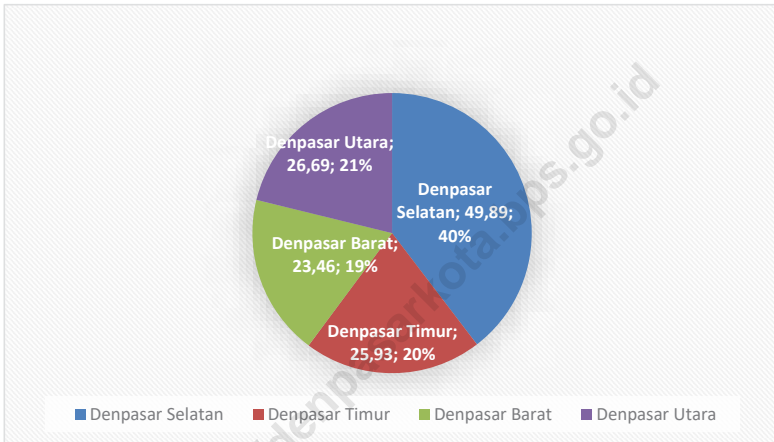 Denpasar Utara;
26,69; 21%
Denpasar
Selatan; 49,89;
40%
Denpasar Barat;
23,46; 19%
Denpasar Timur;
25,93; 20%
Denpasar Selatan
Denpasar Timur
Denpasar Barat
Denpasar Utara
denpasarkota.bps.go.id